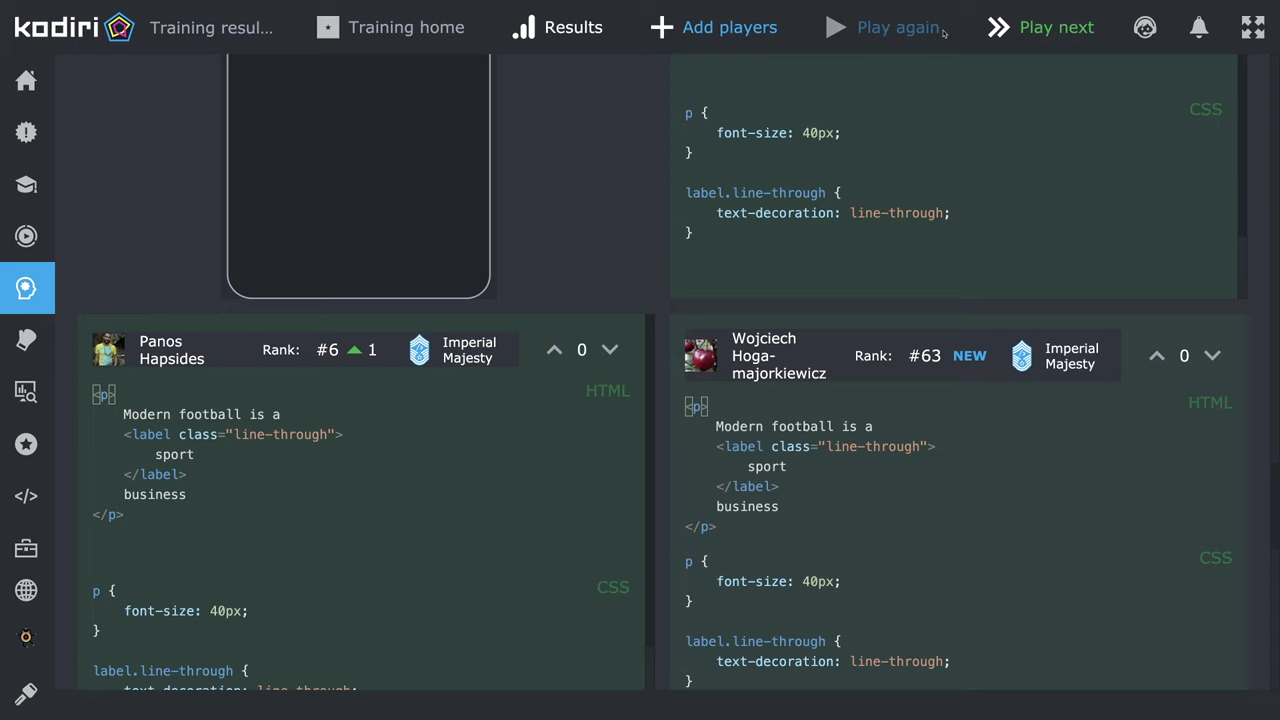 kodiri Training resul... Training home Results Add players Play again Play next
p {
font-size: 40px;
}
label.line-through {
text-decoration: line-through;
}
CSS
Panos
Hapsides
Rank: #6 1
Imperial
Majesty
0
HTML
<p>
Modern football is a
<label class="line-through">
sport
</label>
business
</p>
CSS
p {
font-size: 40px;
}
label.line-through {
text-decoration: line-through;
Wojciech
Hoga-
majorkiewicz
Rank: #63 NEW
Imperial
Majesty
0
HTML
<p>
Modern football is a
<label class="line-through">
sport
</label>
business
</p>
CSS
p {
font-size: 40px;
}
label.line-through {
text-decoration: line-through;
}